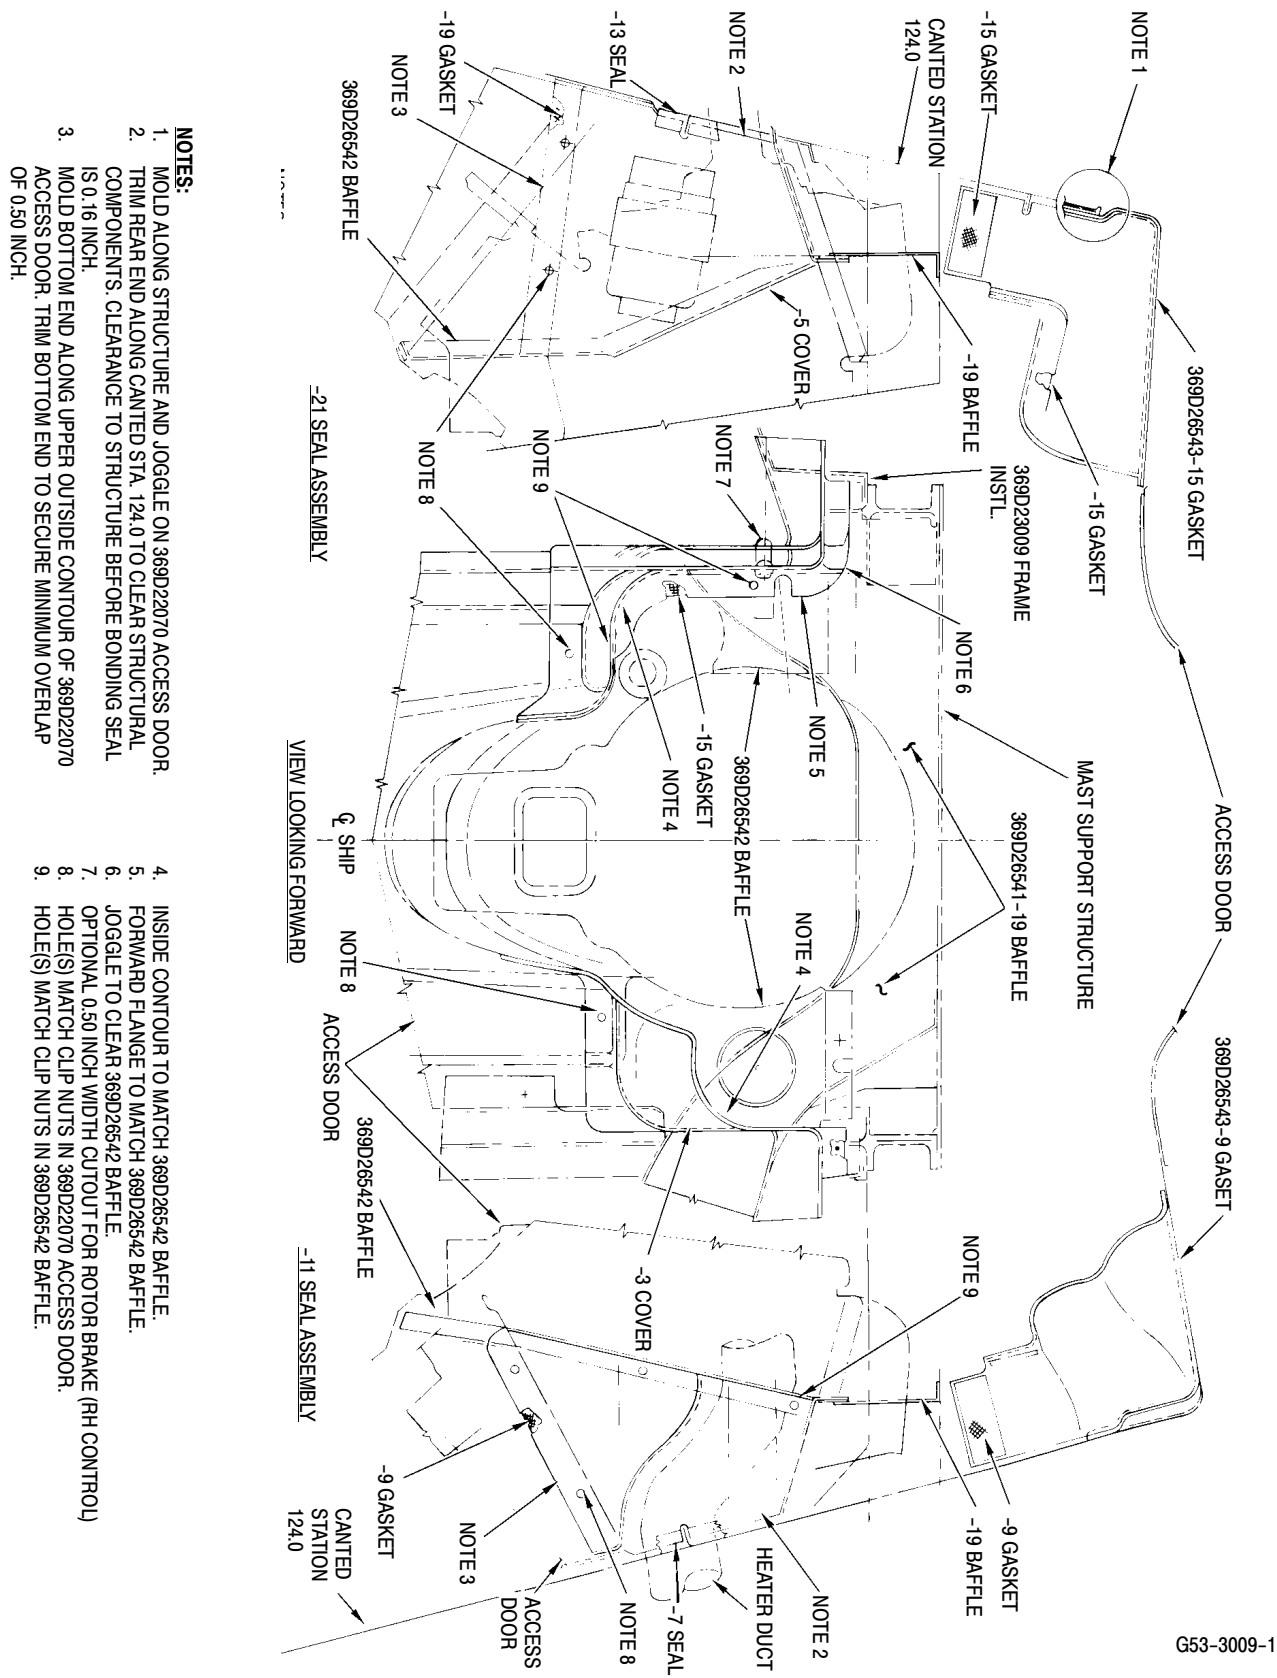 NOTE 1
-15 GASKET
CANTED STATION
124.0
NOTE 2
-13 SEAL
-19 GASKET
NOTE 3
369D26542 BAFFLE
369D26543-15 GASKET
-15 GASKET
-19 BAFFLE
-5 COVER
NOTE 8
-21 SEAL ASSEMBLY
ACCESS DOOR
369D23009 FRAME
INSTL.
NOTE 7
NOTE 9
NOTE 6
NOTE 5
MAST SUPPORT STRUCTURE
369D26541-19 BAFFLE
369D26542 BAFFLE
-15 GASKET
NOTE 4
NOTE 4
℄ SHIP
VIEW LOOKING FORWARD
NOTE 8
ACCESS DOOR
369D26542 BAFFLE
-3 COVER
NOTE 9
369D26543-9 GASET
-9 GASKET
-19 BAFFLE
NOTE 2
HEATER DUCT
-7 SEAL
NOTE 8
ACCESS
DOOR
NOTE 3
-9 GASKET
CANTED
STATION
124.0
-11 SEAL ASSEMBLY
NOTES:
1. MOLD ALONG STRUCTURE AND JOGGLE ON 369D22070 ACCESS DOOR.
2. TRIM REAR END ALONG CANTED STA. 124.0 TO CLEAR STRUCTURAL
COMPONENTS. CLEARANCE TO STRUCTURE BEFORE BONDING SEAL
IS 0.16 INCH.
3. MOLD BOTTOM END ALONG UPPER OUTSIDE CONTOUR OF 369D22070
ACCESS DOOR. TRIM BOTTOM END TO SECURE MINIMUM OVERLAP
OF 0.50 INCH.
4. INSIDE CONTOUR TO MATCH 369D26542 BAFFLE.
5. FORWARD FLANGE TO MATCH 369D26542 BAFFLE.
6. JOGGLE TO CLEAR 369D26542 BAFFLE.
7. OPTIONAL 0.50 INCH WIDTH CUTOUT FOR ROTOR BRAKE (RH CONTROL)
8. HOLE(S) MATCH CLIP NUTS IN 369D22070 ACCESS DOOR.
9. HOLE(S) MATCH CLIP NUTS IN 369D26542 BAFFLE.
G53-3009-1